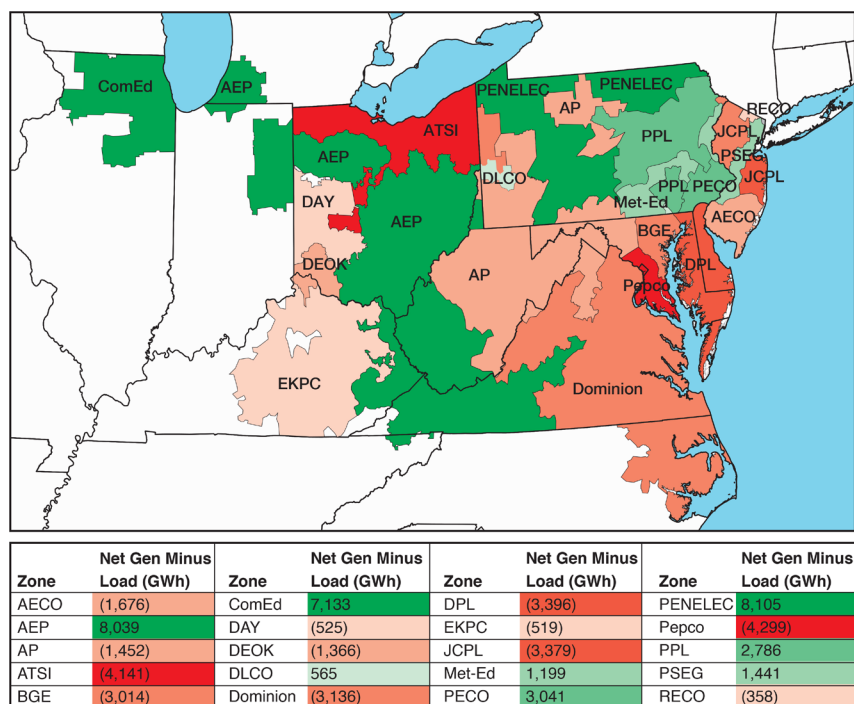 ComEd
AEP
PENELEC
PENELEC
AP
RECO
ATSI
PPL
JCPL
AEP
PSEG
DLCO
PPL
PECO
JCPL
DAY
Met-Ed
AEP
AECO
BGE
DEOK
AP
DPL
Pepco
EKPC
Dominion
Net Gen Minus Net Gen Minus Net Gen Minus Net Gen Minus
Zone Load (GWh) Zone Load (GWh) Zone Load (GWh) Zone Load (GWh)
AECO (1,676) ComEd 7,133 DPL (3,396) PENELEC 8,105
AEP 8,039 DAY (525) EKPC (519) Pepco (4,299)
AP (1,452) DEOK (1,366) JCPL (3,379) PPL 2,786
ATSI (4,141) DLCO 565 Met-Ed 1,199 PSEG 1,441
BGE (3,014) Dominion (3,136) PECO 3,041 RECO (358)